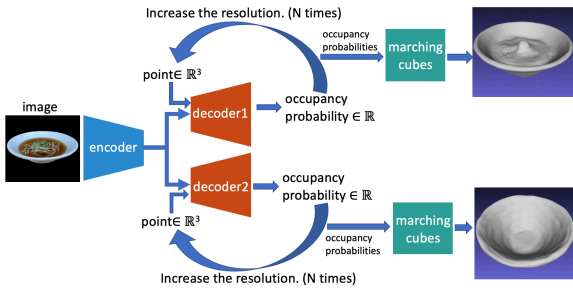 Increase the resolution. (N times)
occupancy
probabilities
marching
cubes
point∈ ℝ³
decoder1
occupancy
probability ∈ ℝ
image
encoder
decoder2
occupancy
probability ∈ ℝ
point∈ ℝ³
marching
cubes
occupancy
probabilities
Increase the resolution. (N times)